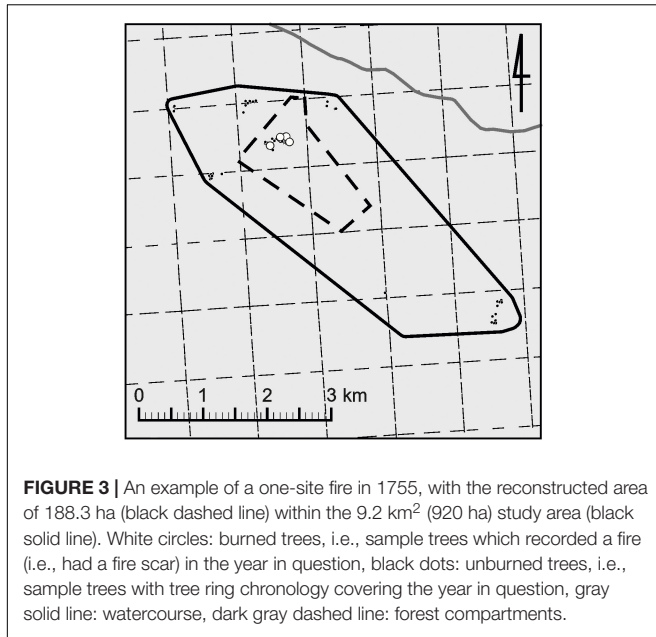 0 1 2 3 km
FIGURE 3 | An example of a one-site fire in 1755, with the reconstructed area
of 188.3 ha (black dashed line) within the 9.2 km² (920 ha) study area (black
solid line). White circles: burned trees, i.e., sample trees which recorded a fire
(i.e., had a fire scar) in the year in question, black dots: unburned trees, i.e.,
sample trees with tree ring chronology covering the year in question, gray
solid line: watercourse, dark gray dashed line: forest compartments.